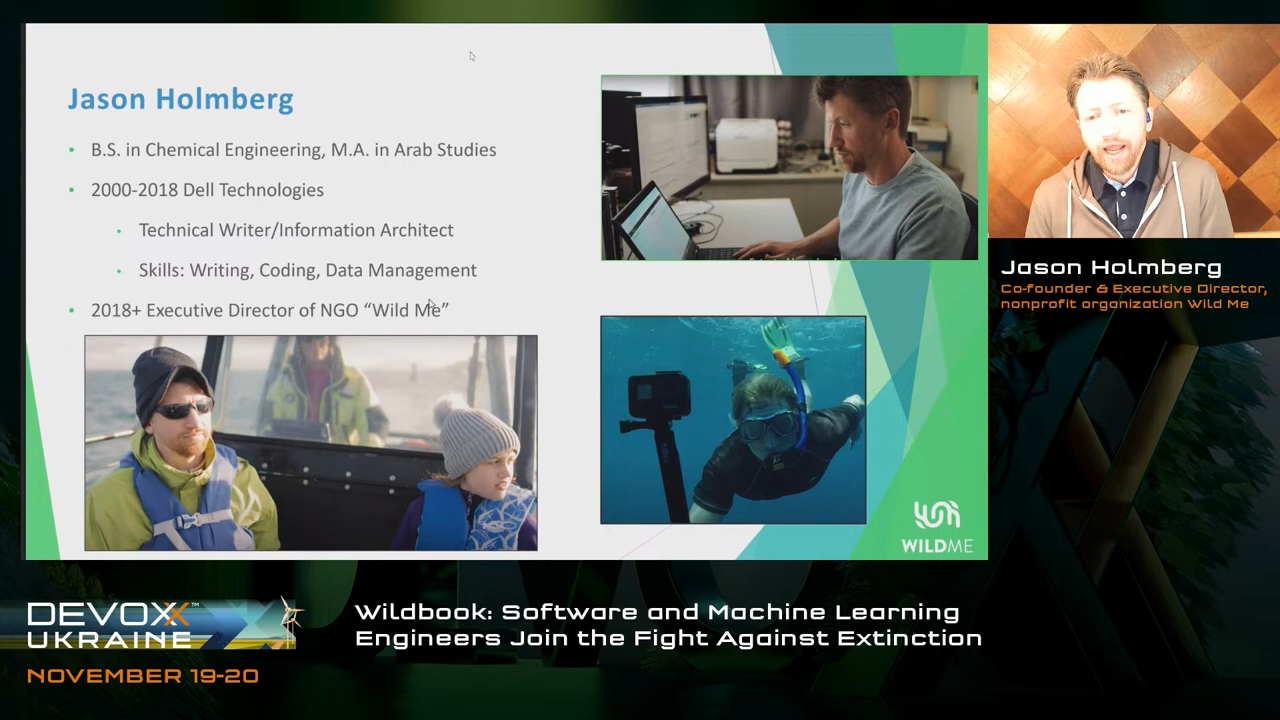 Jason Holmberg
• B.S. in Chemical Engineering, M.A. in Arab Studies
• 2000-2018 Dell Technologies
• Technical Writer/Information Architect
• Skills: Writing, Coding, Data Management
• 2018+ Executive Director of NGO “Wild Me”
WILDME
Jason Holmberg
Co-founder & Executive Director,
nonprofit organization Wild Me
DEVOXX™
UKRAINE
NOVEMBER 19-20
Wildbook: Software and Machine Learning
Engineers Join the Fight Against Extinction